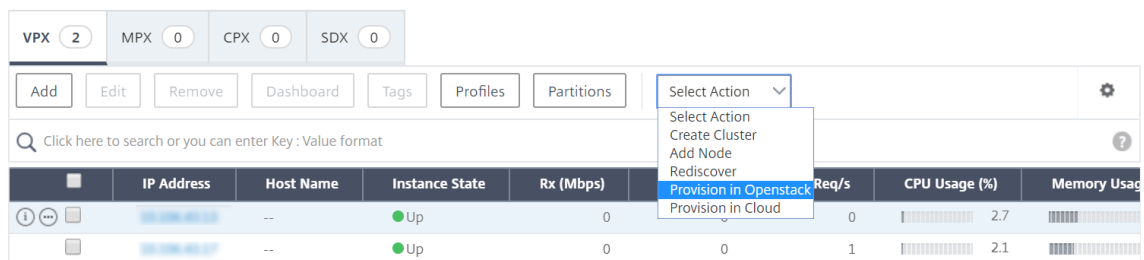 VPX 2 MPX 0 CPX 0 SDX 0
Add Edit Remove Dashboard Tags Profiles Partitions Select Action
Select Action
Create Cluster
Add Node
Rediscover
Provision in Openstack
Provision in Cloud
Click here to search or you can enter Key : Value format ?
IP Address Host Name Instance State Rx (Mbps) Req/s CPU Usage (%) Memory Usag
i -- Up 0 0 0 2.7
-- Up 0 0 1 2.1